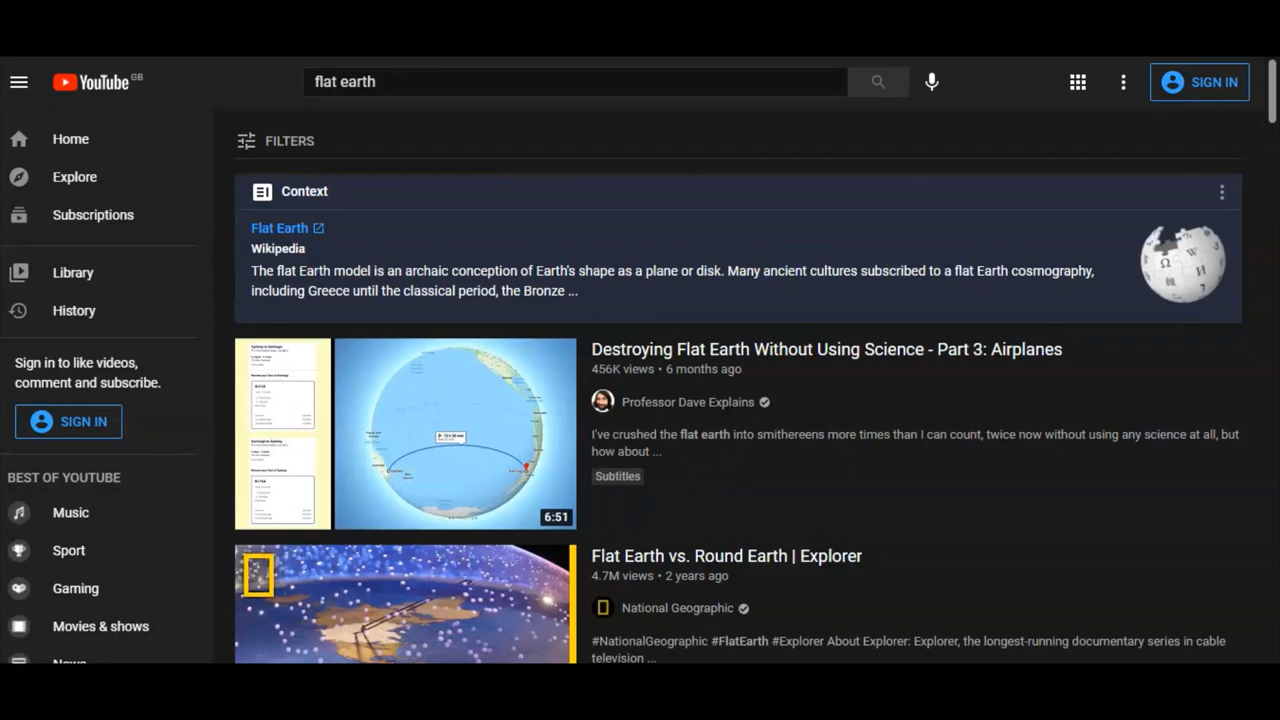 YouTube GB
flat earth
SIGN IN
Home
Explore
Subscriptions
Library
History
Sign in to like videos,
comment and subscribe.
SIGN IN
BEST OF YOUTUBE
Music
Sport
Gaming
Movies & shows
FILTERS
Context
Flat Earth
Wikipedia
The flat Earth model is an archaic conception of Earth's shape as a plane or disk. Many ancient cultures subscribed to a flat Earth cosmography,
including Greece until the classical period, the Bronze ...
6:51
Destroying Flat Earth Without Using Science - Part 3: Airplanes
456K views • 6 months ago
Professor Dave Explains
I've crushed the flat earth into smithereens more times than I can count, twice now without using any science at all, but
how about ...
Subtitles
Flat Earth vs. Round Earth | Explorer
4.7M views • 2 years ago
National Geographic
#NationalGeographic #FlatEarth #Explorer About Explorer: Explorer, the longest-running documentary series in cable
television ...